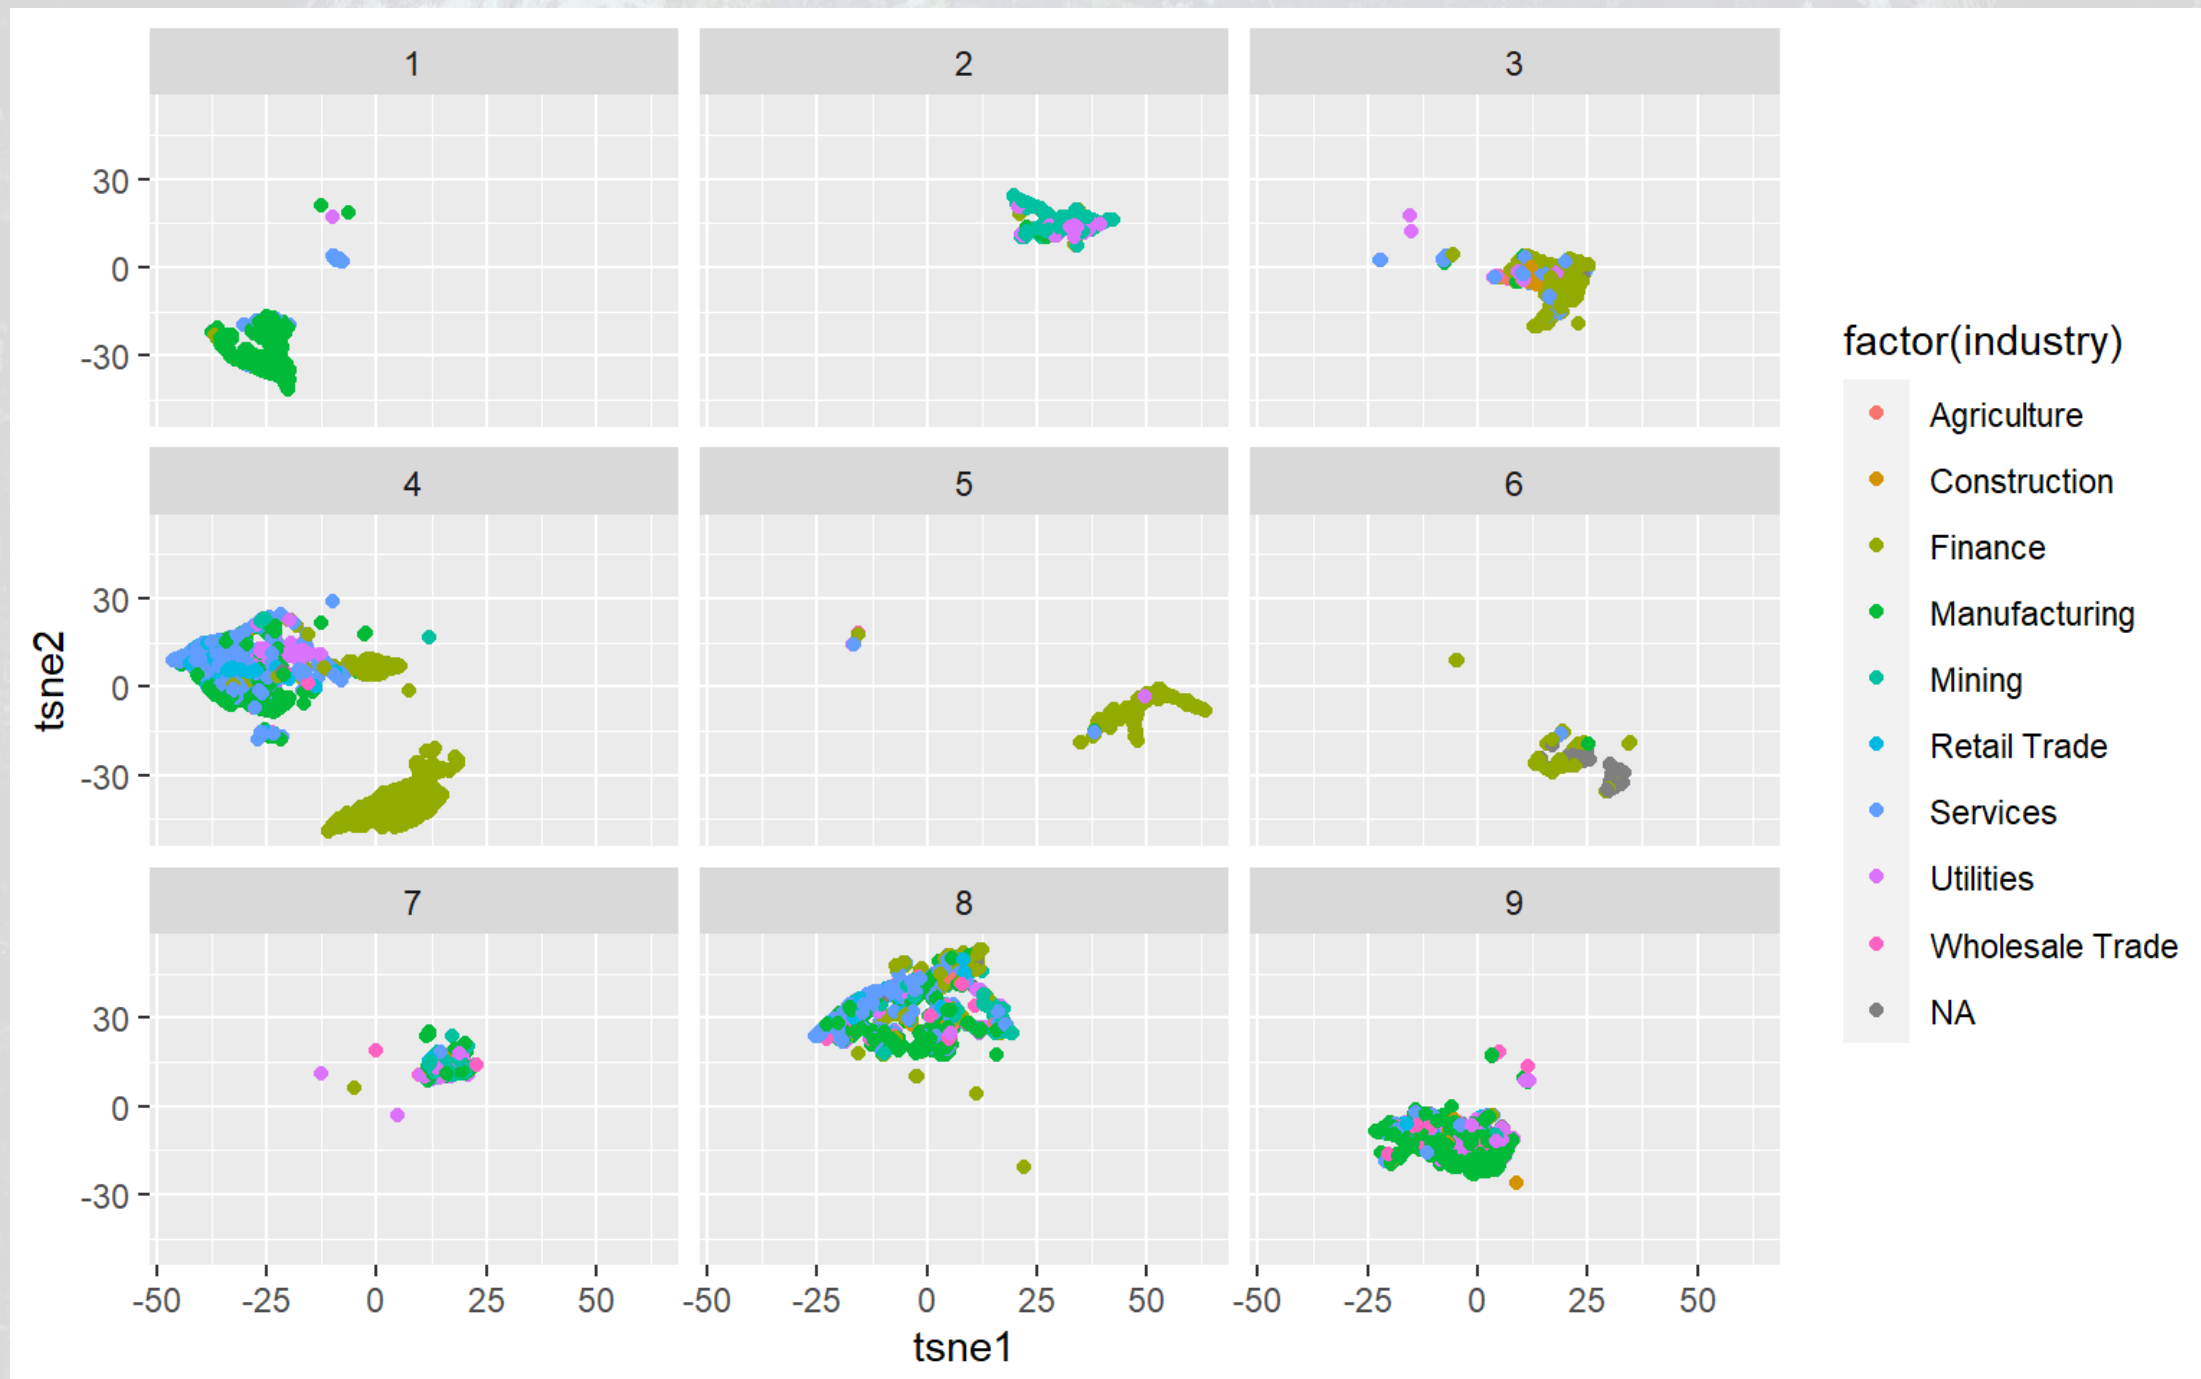 1 2 3
30
0
-30
4 5 6
30
0
-30
7 8 9
30
0
-30
-50 -25 0 25 50 -50 -25 0 25 50 -50 -25 0 25 50
tsne1
tsne2
factor(industry)
Agriculture
Construction
Finance
Manufacturing
Mining
Retail Trade
Services
Utilities
Wholesale Trade
NA